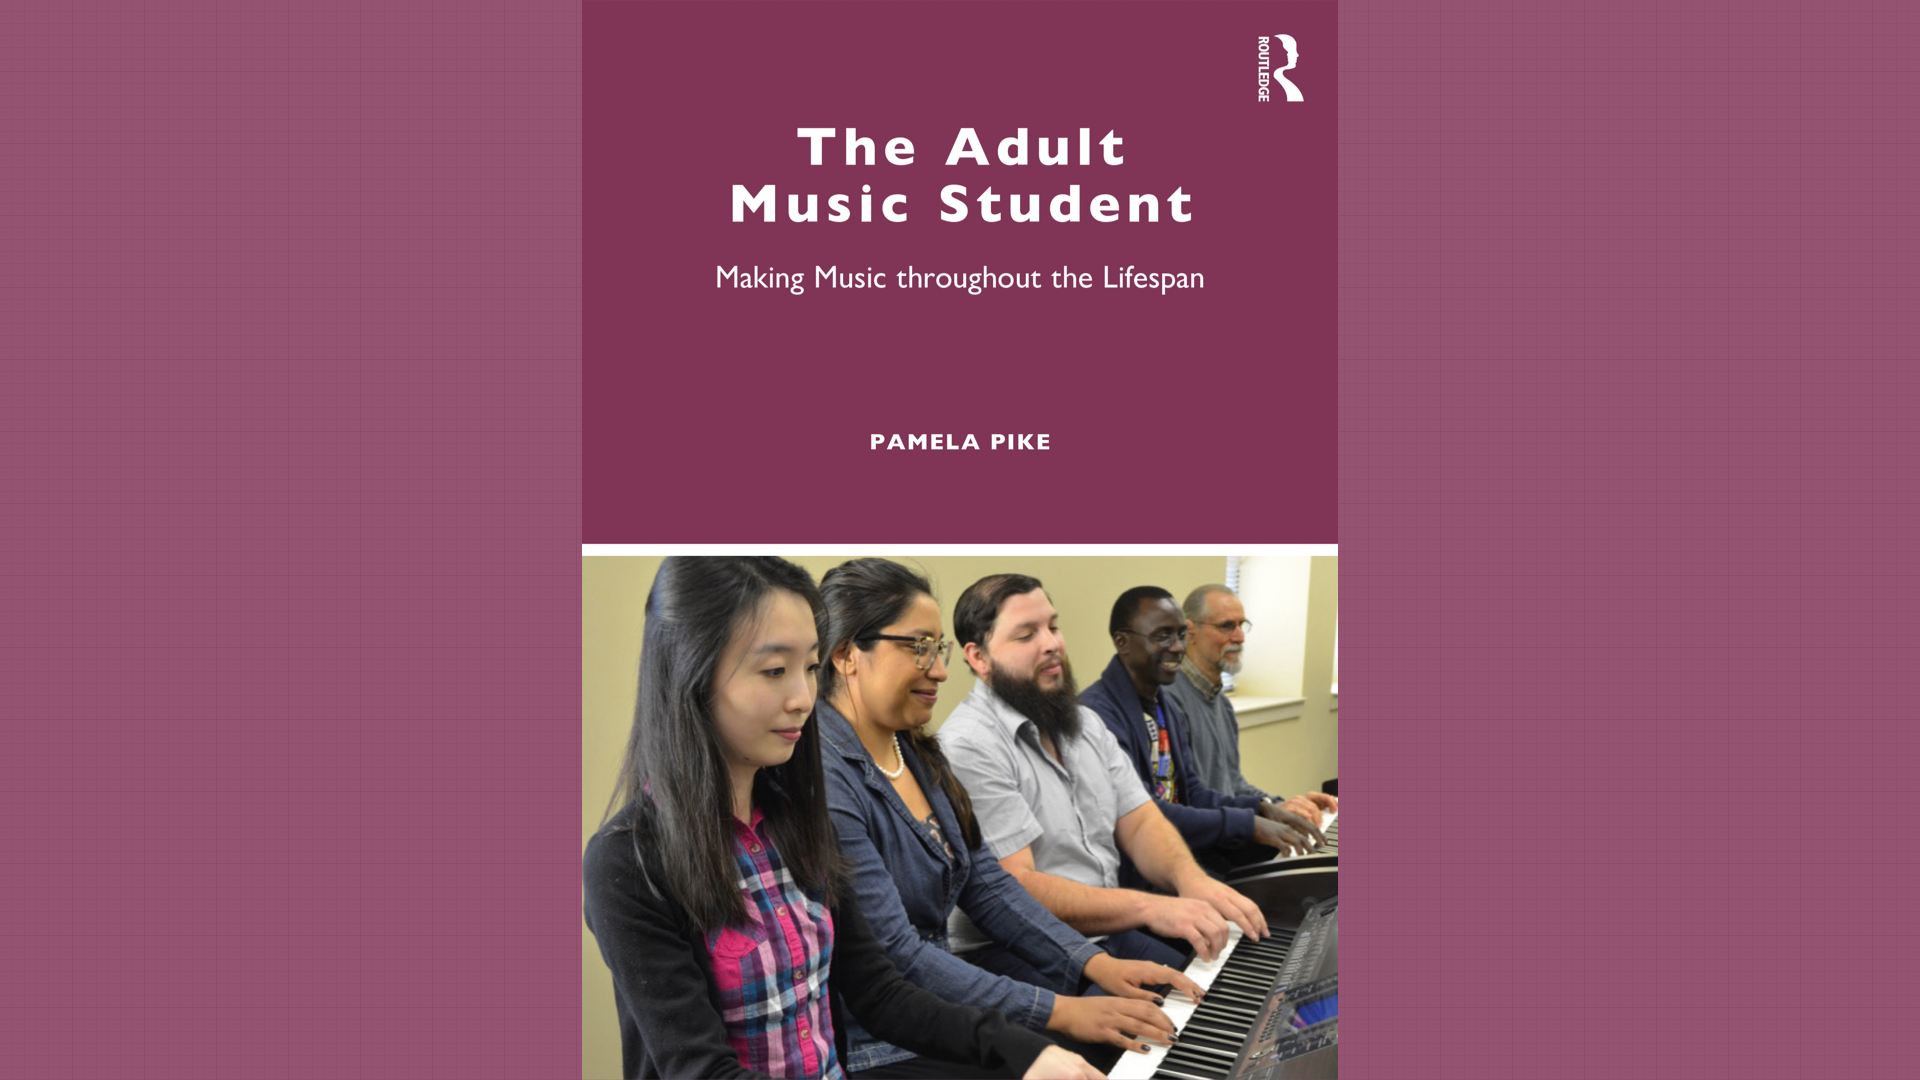 ROUTLEDGE
The Adult
Music Student
Making Music throughout the Lifespan
PAMELA PIKE